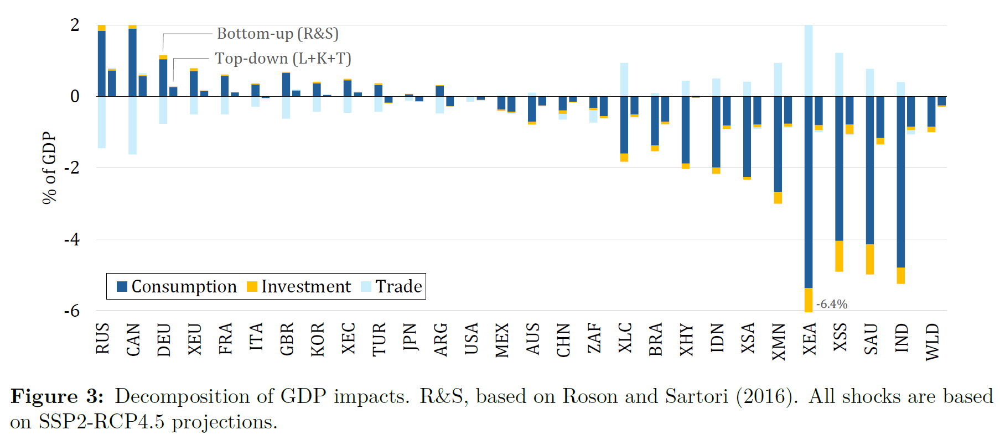 2
0
-2
-4
-6
% of GDP
Bottom-up (R&S)
Top-down (L+K+T)
Consumption Investment Trade
-6.4%
RUS CAN DEU XEU FRA ITA GBR KOR XEC TUR JPN ARG USA MEX AUS CHN ZAF XLC BRA XHY IDN XSA XMN XEA XSS SAU IND WLD
Figure 3: Decomposition of GDP impacts. R&S, based on Roson and Sartori (2016). All shocks are based
on SSP2-RCP4.5 projections.